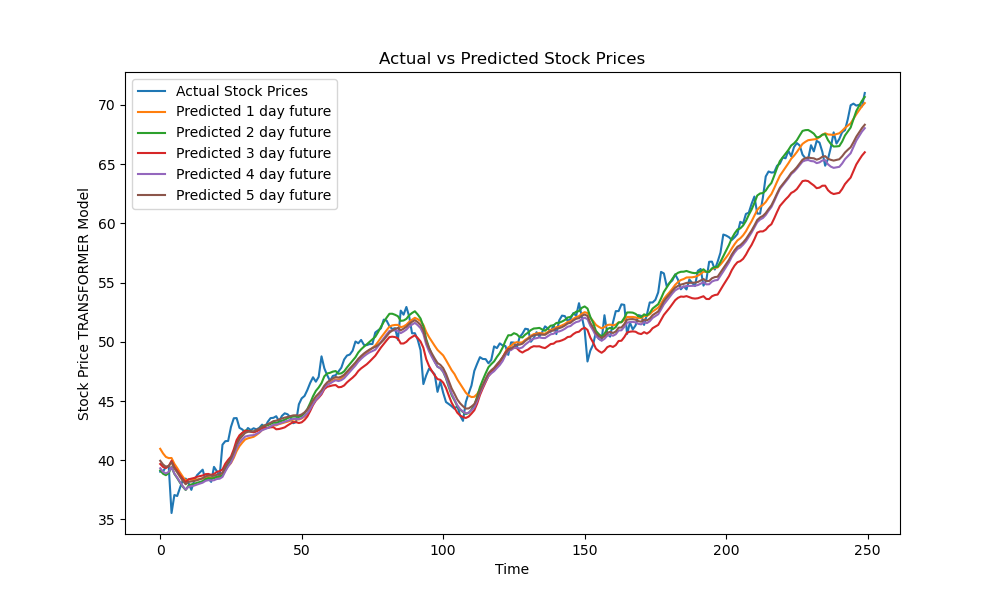 Actual vs Predicted Stock Prices
Actual Stock Prices
Predicted 1 day future
Predicted 2 day future
Predicted 3 day future
Predicted 4 day future
Predicted 5 day future
Stock Price TRANSFORMER Model
70
65
60
55
50
45
40
35
0
50
100
150
200
250
Time